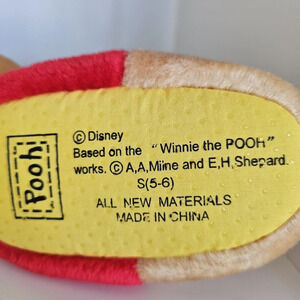 Pooh
© Disney
Based on the "Winnie the POOH"
works. © A,A,Milne and E,H,Shepard.
S(5-6)
ALL NEW MATERIALS
MADE IN CHINA